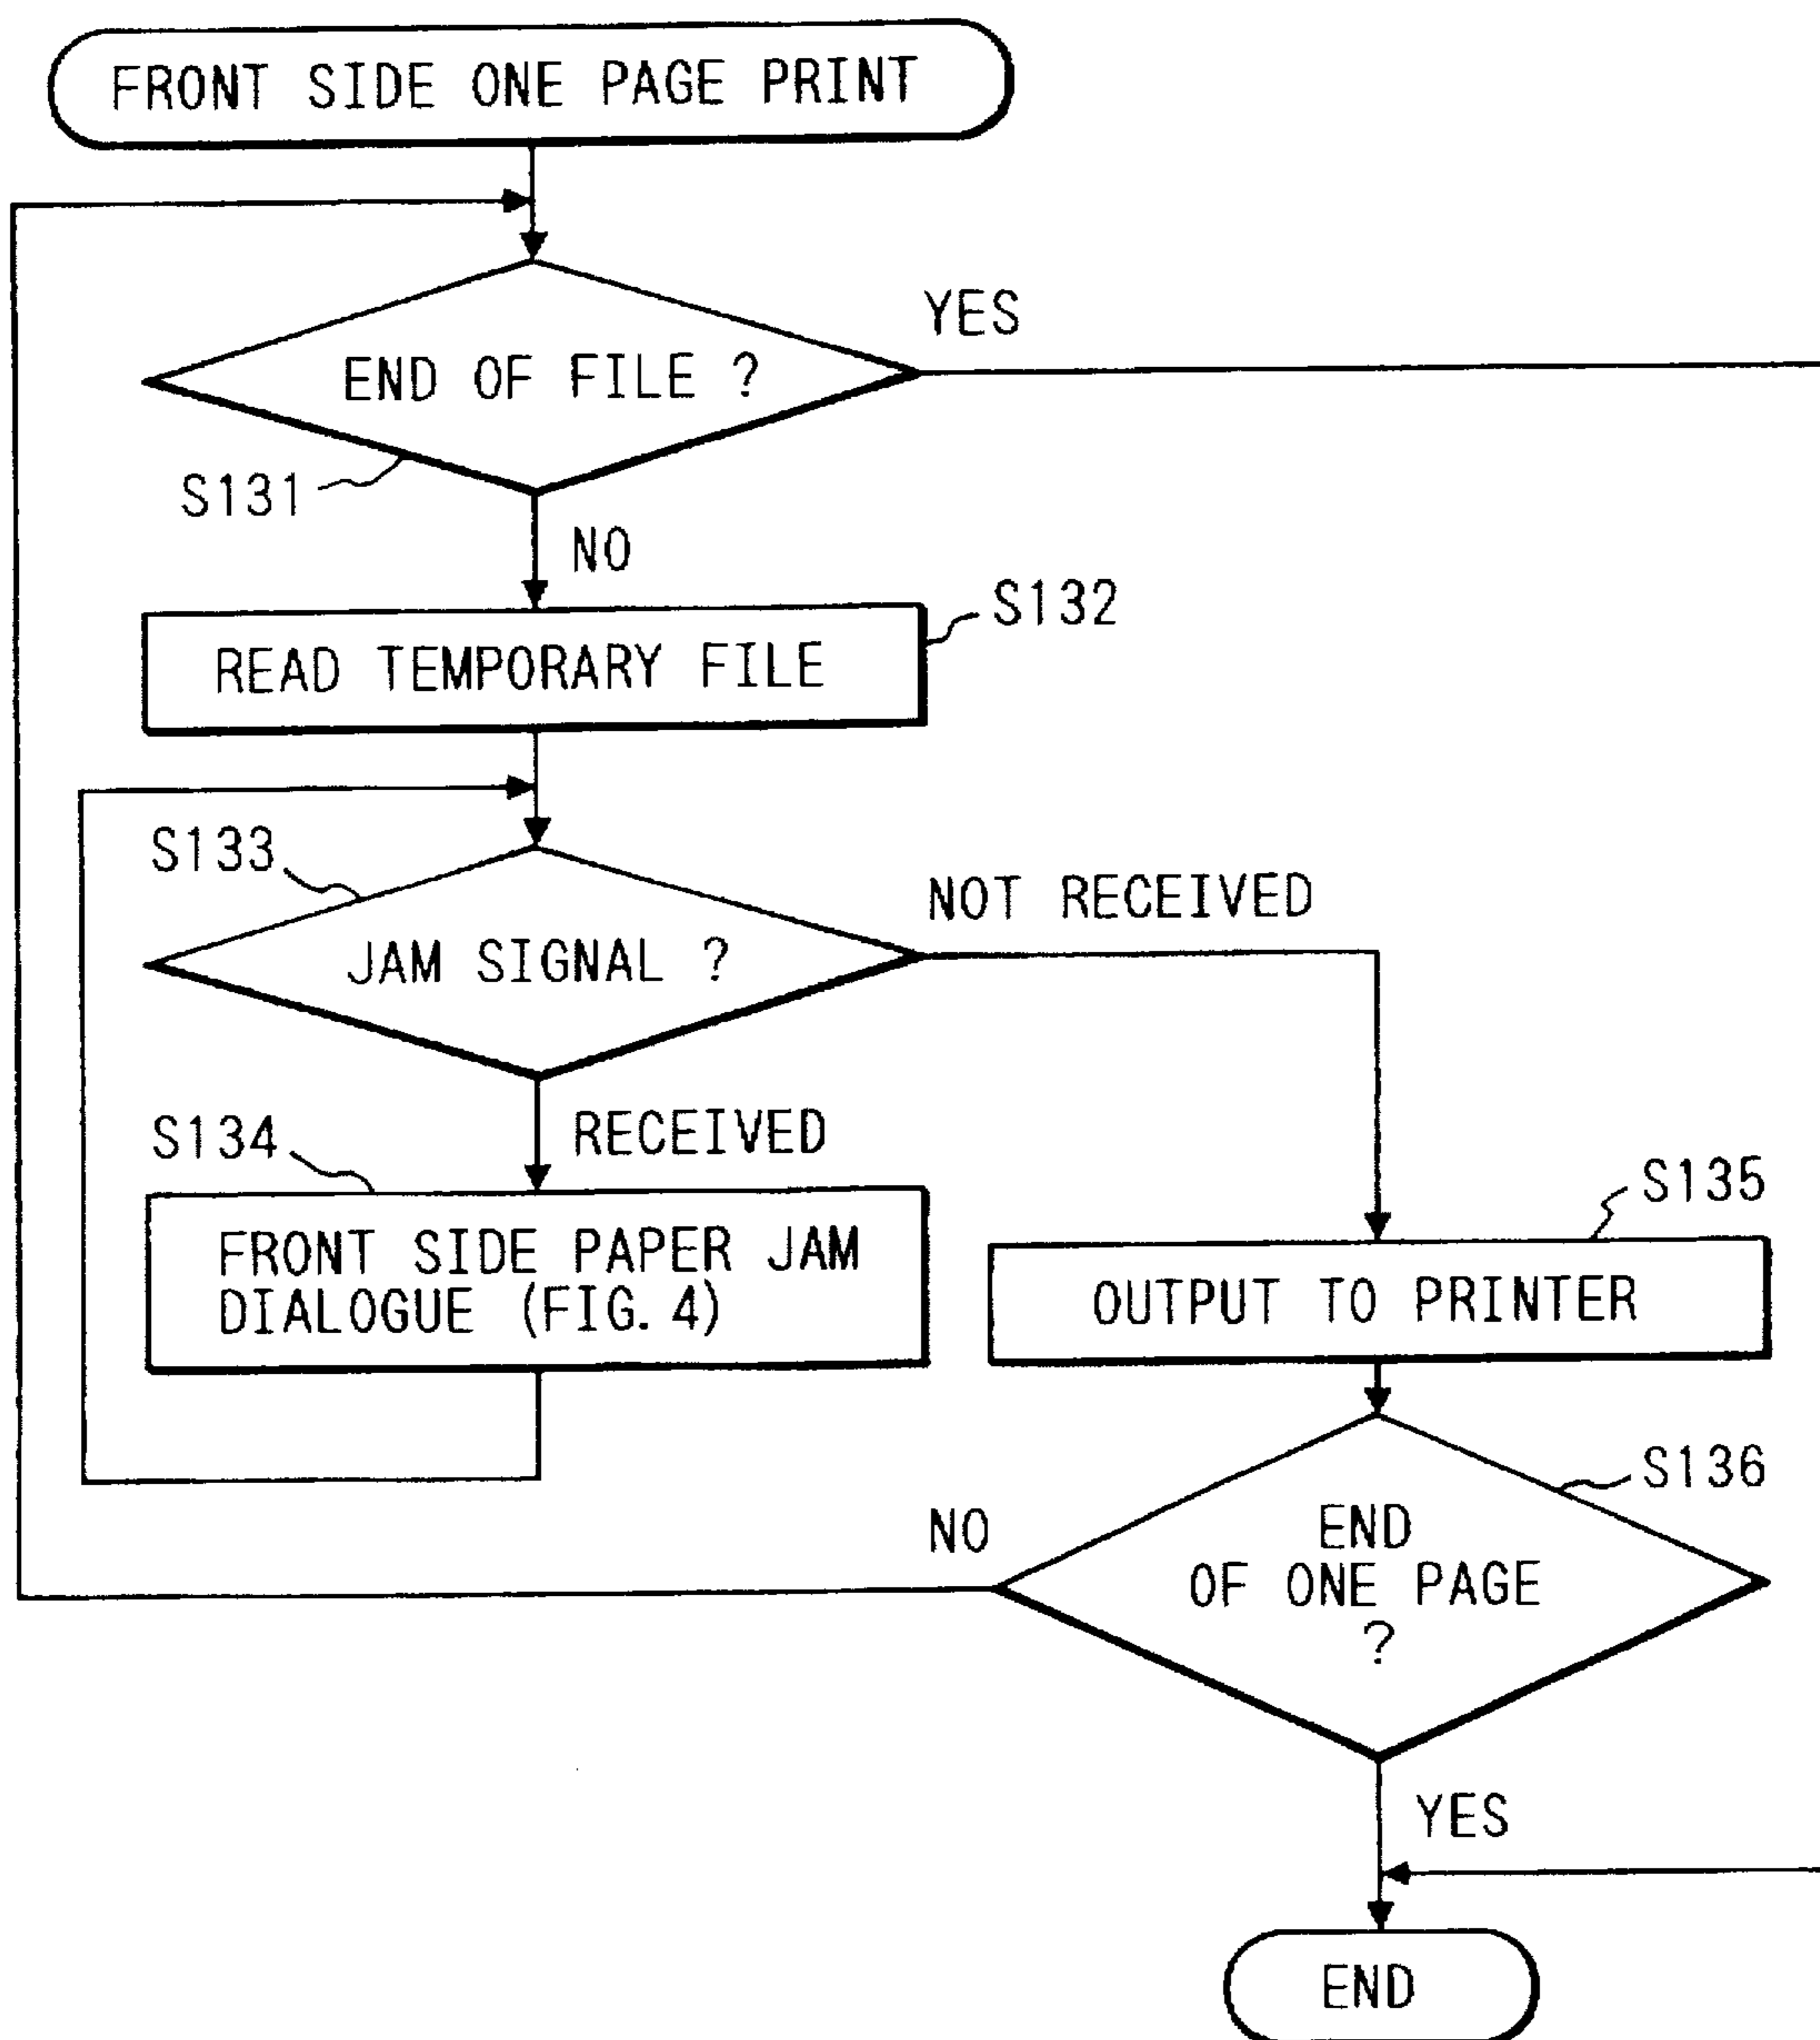 FRONT SIDE ONE PAGE PRINT
END OF FILE ?
YES
S131
NO
S132
READ TEMPORARY FILE
S133
JAM SIGNAL ?
NOT RECEIVED
S134
RECEIVED
FRONT SIDE PAPER JAM
DIALOGUE (FIG. 4)
S135
OUTPUT TO PRINTER
S136
NO
END
OF ONE PAGE
?
YES
END